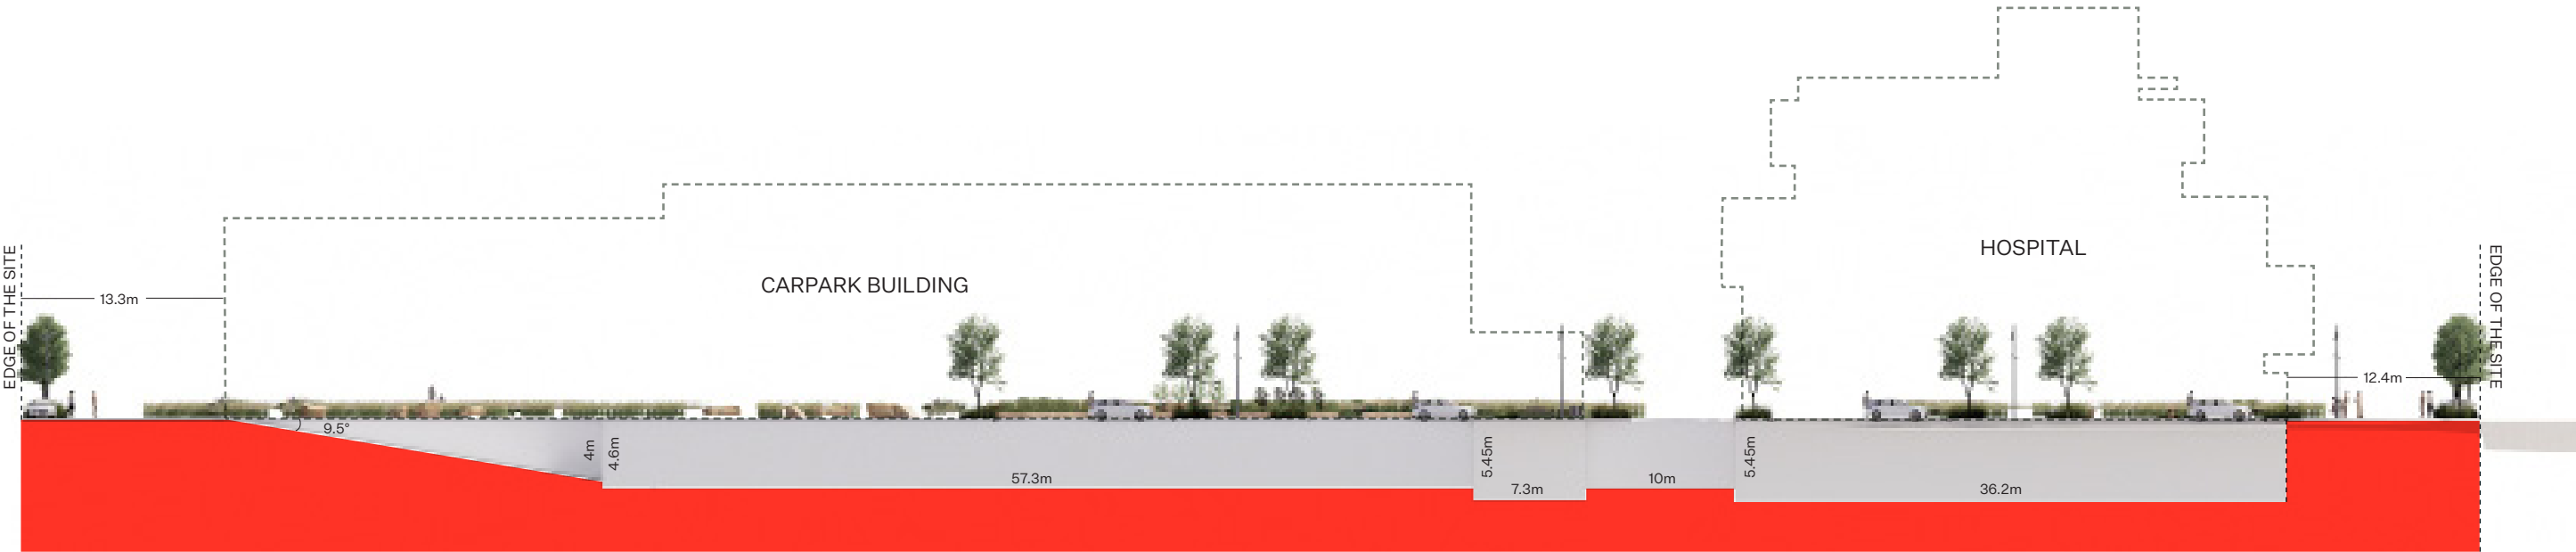 EDGE OF THE SITE
13.3m
CARPARK BUILDING
HOSPITAL
EDGE OF THE SITE
12.4m
9.5°
4m
4.6m
57.3m
5.45m
7.3m
10m
5.45m
36.2m